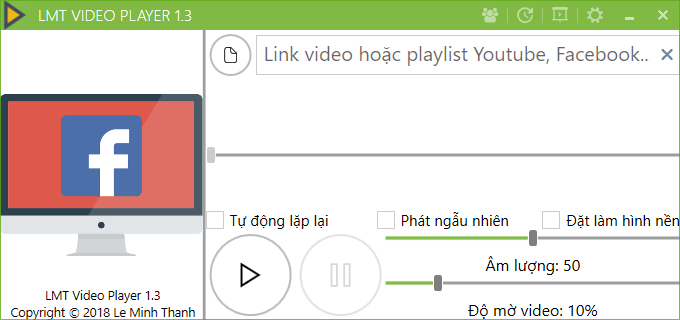 LMT VIDEO PLAYER 1.3
Link video hoặc playlist Youtube, Facebook..
Tự động lặp lại
Phát ngẫu nhiên
Đặt làm hình nền
Âm lượng: 50
Độ mờ video: 10%
f
LMT Video Player 1.3
Copyright © 2018 Le Minh Thanh